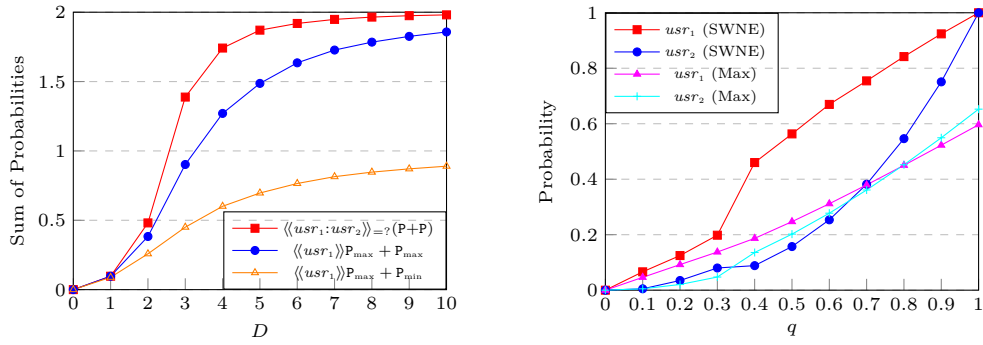 Sum of Probabilities
2
1.5
1
0.5
0
0 1 2 3 4 5 6 7 8 9 10
D
⟨⟨usr₁:usr₂⟩⟩=?(P+P)
⟨⟨usr₁⟩⟩Pmax + Pmax
⟨⟨usr₁⟩⟩Pmax + Pmin
Probability
1
0.8
0.6
0.4
0.2
0
0 0.1 0.2 0.3 0.4 0.5 0.6 0.7 0.8 0.9 1
q
usr₁ (SWNE)
usr₂ (SWNE)
usr₁ (Max)
usr₂ (Max)